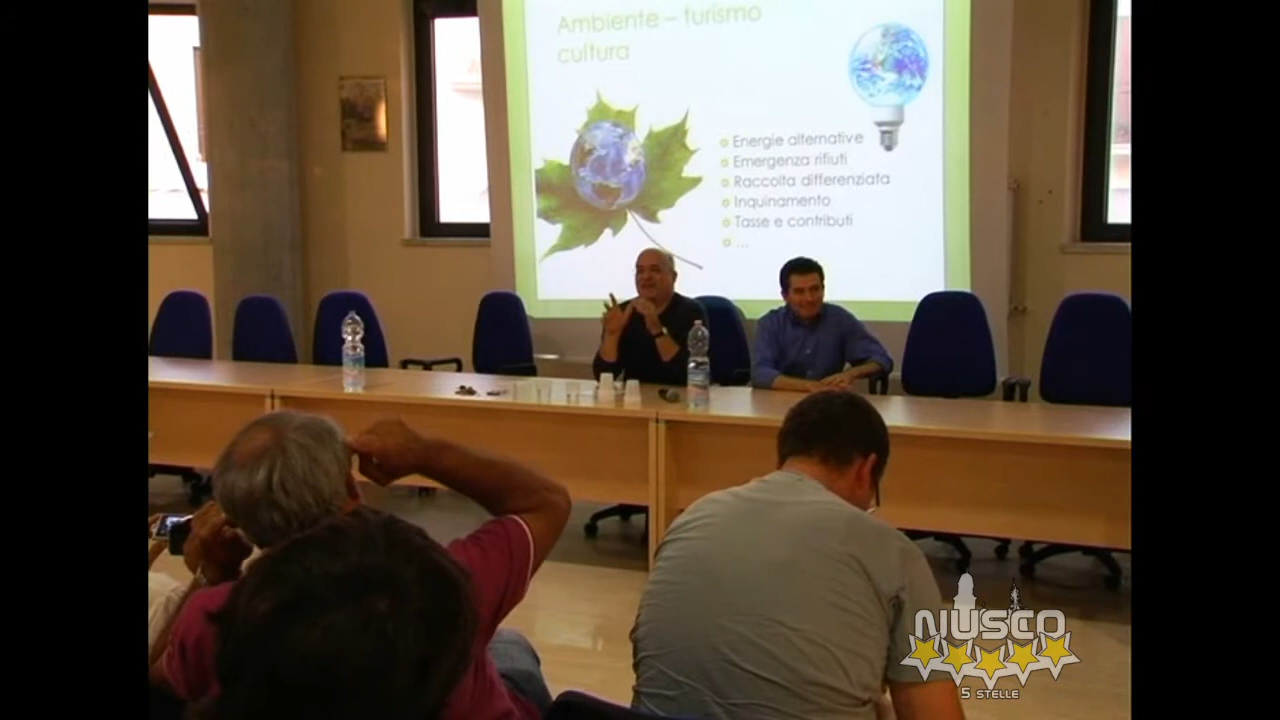 Ambiente – turismo
cultura
Energie alternative
Emergenza rifiuti
Raccolta differenziata
Inquinamento
Tasse e contributi
...
NUSCO
5 STELLE